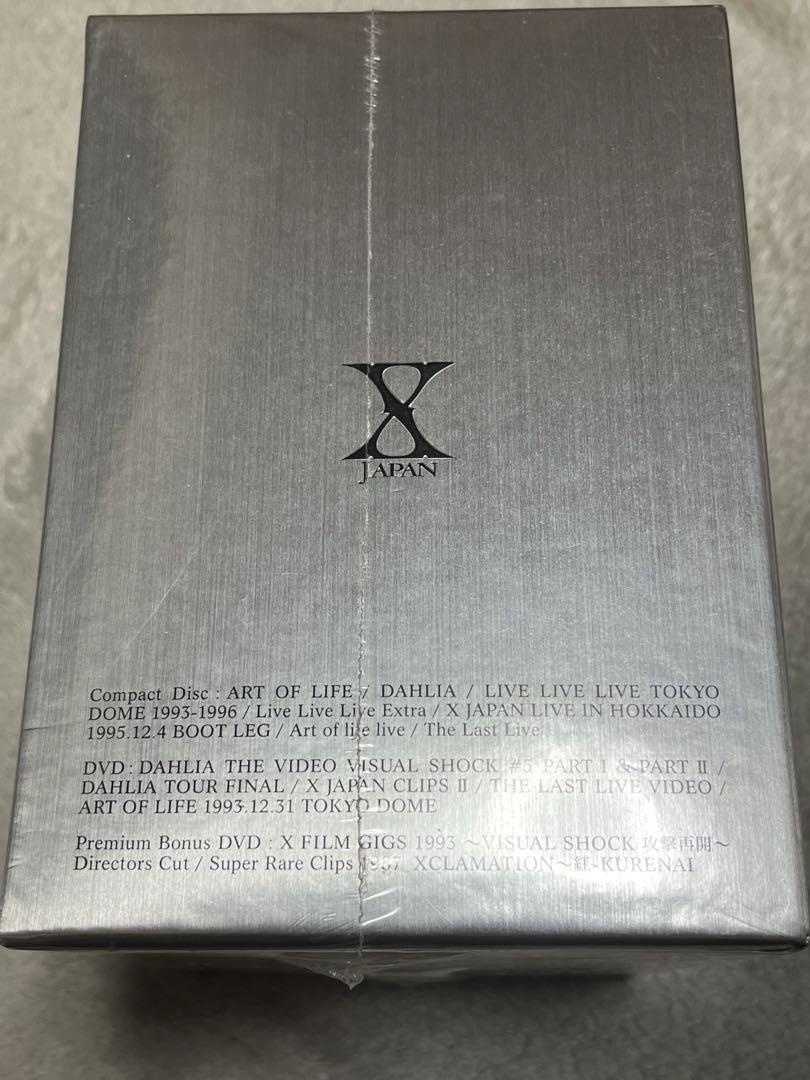 X
JAPAN
Compact Disc : ART OF LIFE / DAHLIA / LIVE LIVE LIVE TOKYO
DOME 1993-1996 / Live Live Live Extra / X JAPAN LIVE IN HOKKAIDO
1995.12.4 BOOT LEG / Art of life live / The Last Live
DVD : DAHLIA THE VIDEO VISUAL SHOCK #5 PART I & PART II /
DAHLIA TOUR FINAL / X JAPAN CLIPS II / THE LAST LIVE VIDEO /
ART OF LIFE 1993.12.31 TOKYO DOME
Premium Bonus DVD : X FILM GIGS 1993 ～VISUAL SHOCK 攻撃再開～
Directors Cut / Super Rare Clips 1987 XCLAMATION～紅-KURENAI